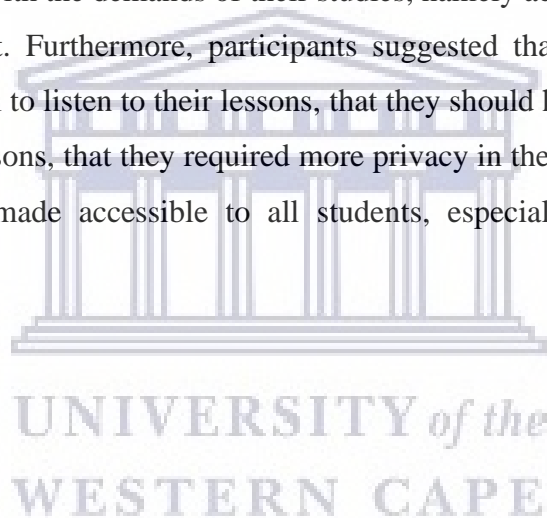 with the demands of their studies, namely ac
t. Furthermore, participants suggested tha
to listen to their lessons, that they should
sons, that they required more privacy in the
made accessible to all students, especial
UNIVERSITY of the
WESTERN CAPE